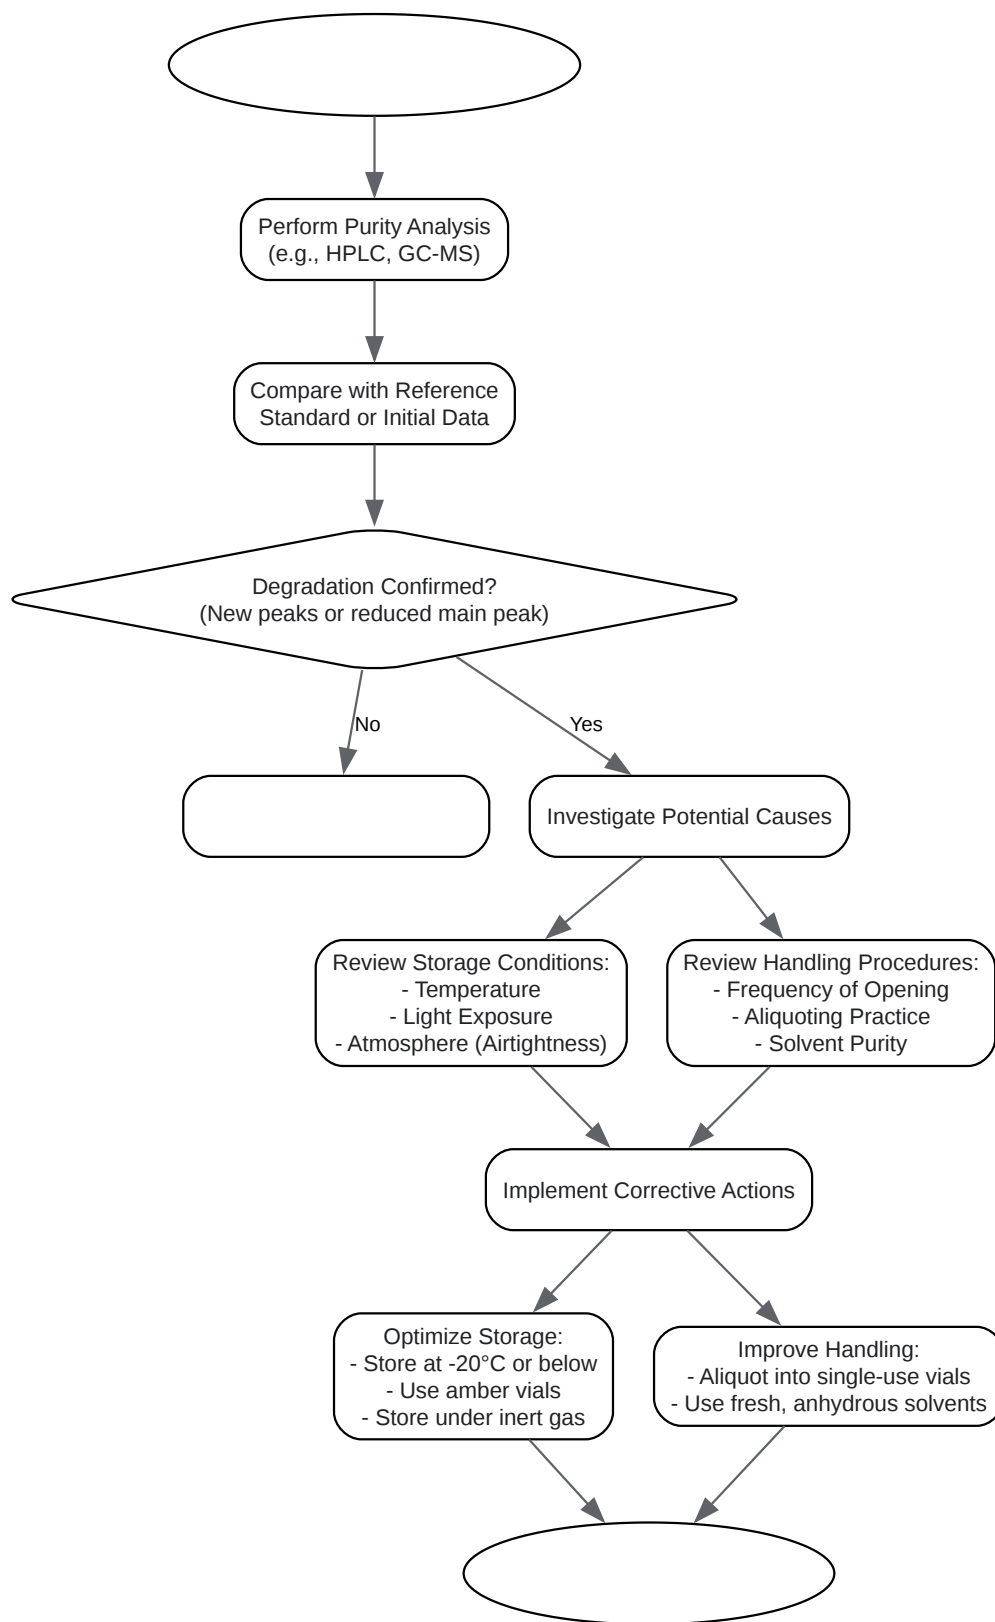 Perform Purity Analysis
(e.g., HPLC, GC-MS)
Compare with Reference
Standard or Initial Data
Degradation Confirmed?
(New peaks or reduced main peak)
No
Yes
Investigate Potential Causes
Review Storage Conditions:
- Temperature
- Light Exposure
- Atmosphere (Airtightness)
Review Handling Procedures:
- Frequency of Opening
- Aliquoting Practice
- Solvent Purity
Implement Corrective Actions
Optimize Storage:
- Store at -20°C or below
- Use amber vials
- Store under inert gas
Improve Handling:
- Aliquot into single-use vials
- Use fresh, anhydrous solvents